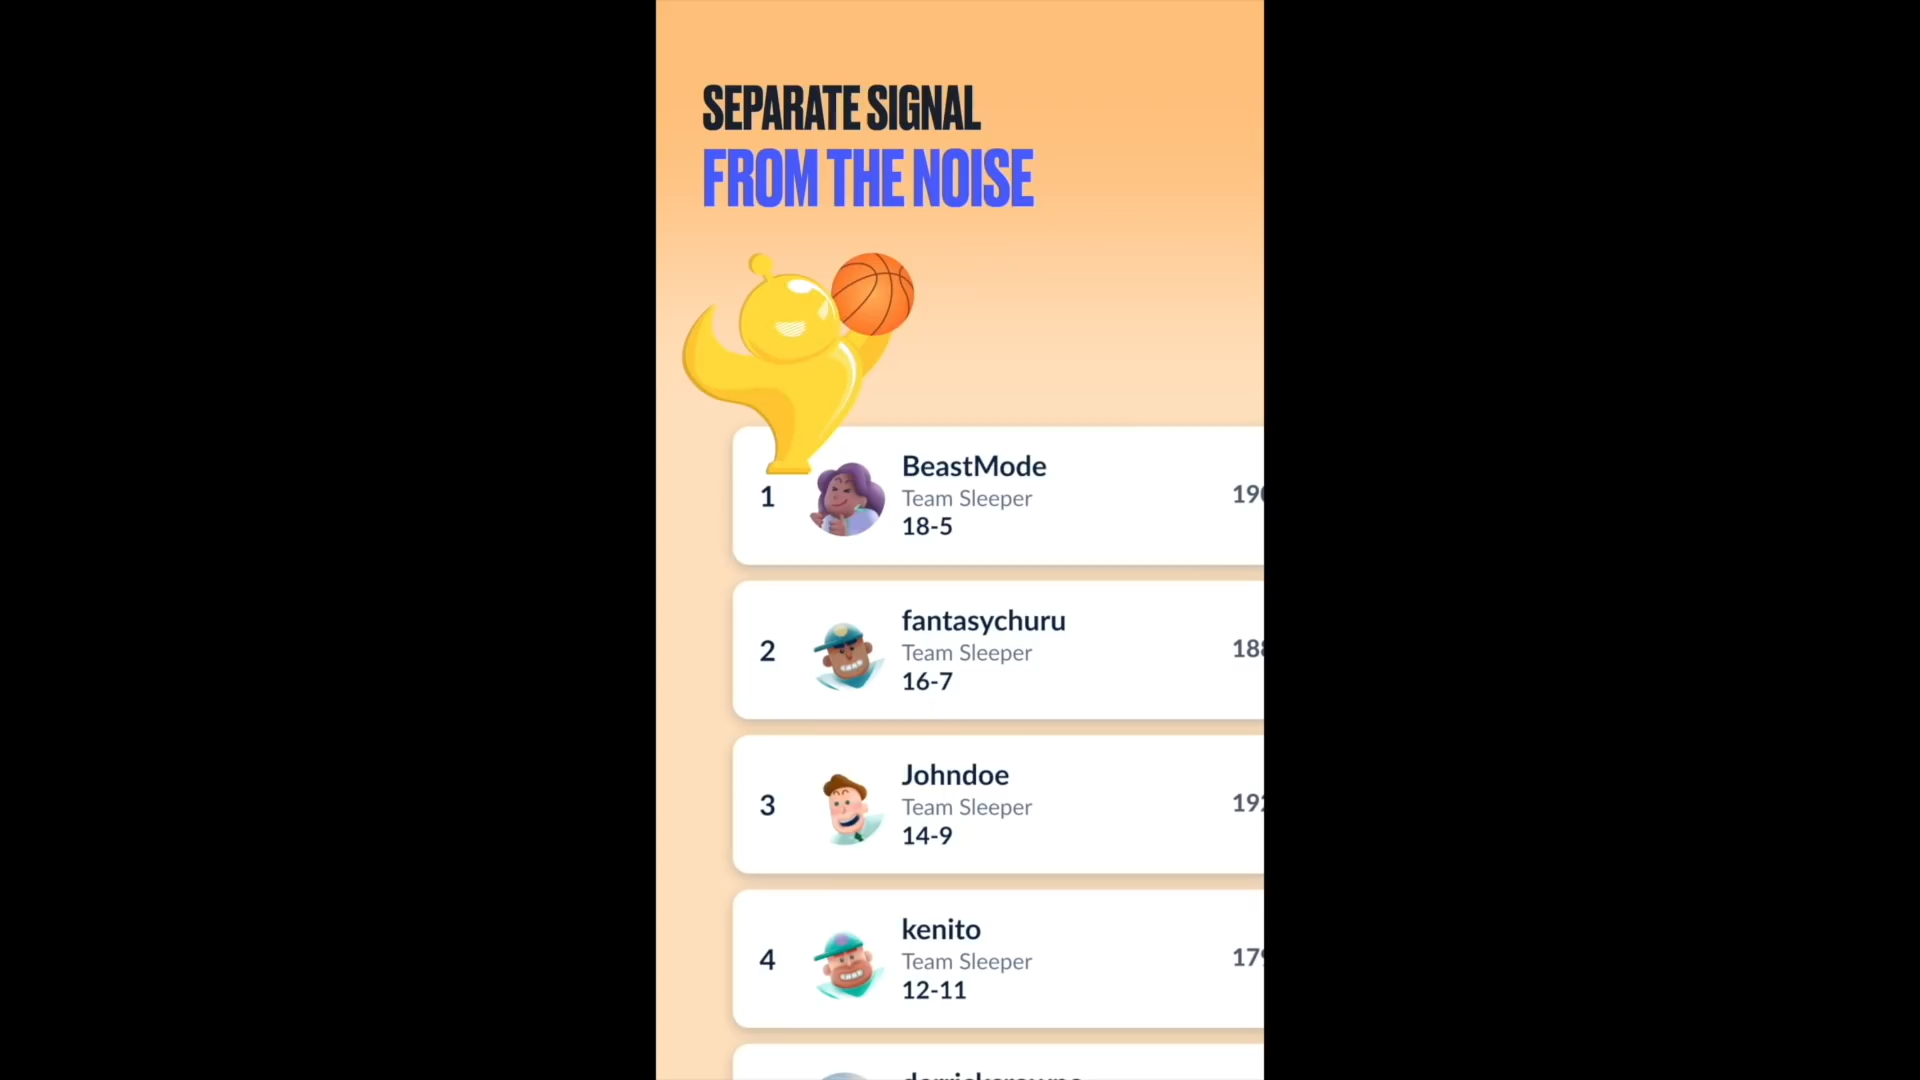 SEPARATE SIGNAL
FROM THE NOISE
1
BeastMode
Team Sleeper
18-5
2
fantasychuru
Team Sleeper
16-7
3
Johndoe
Team Sleeper
14-9
4
kenito
Team Sleeper
12-11